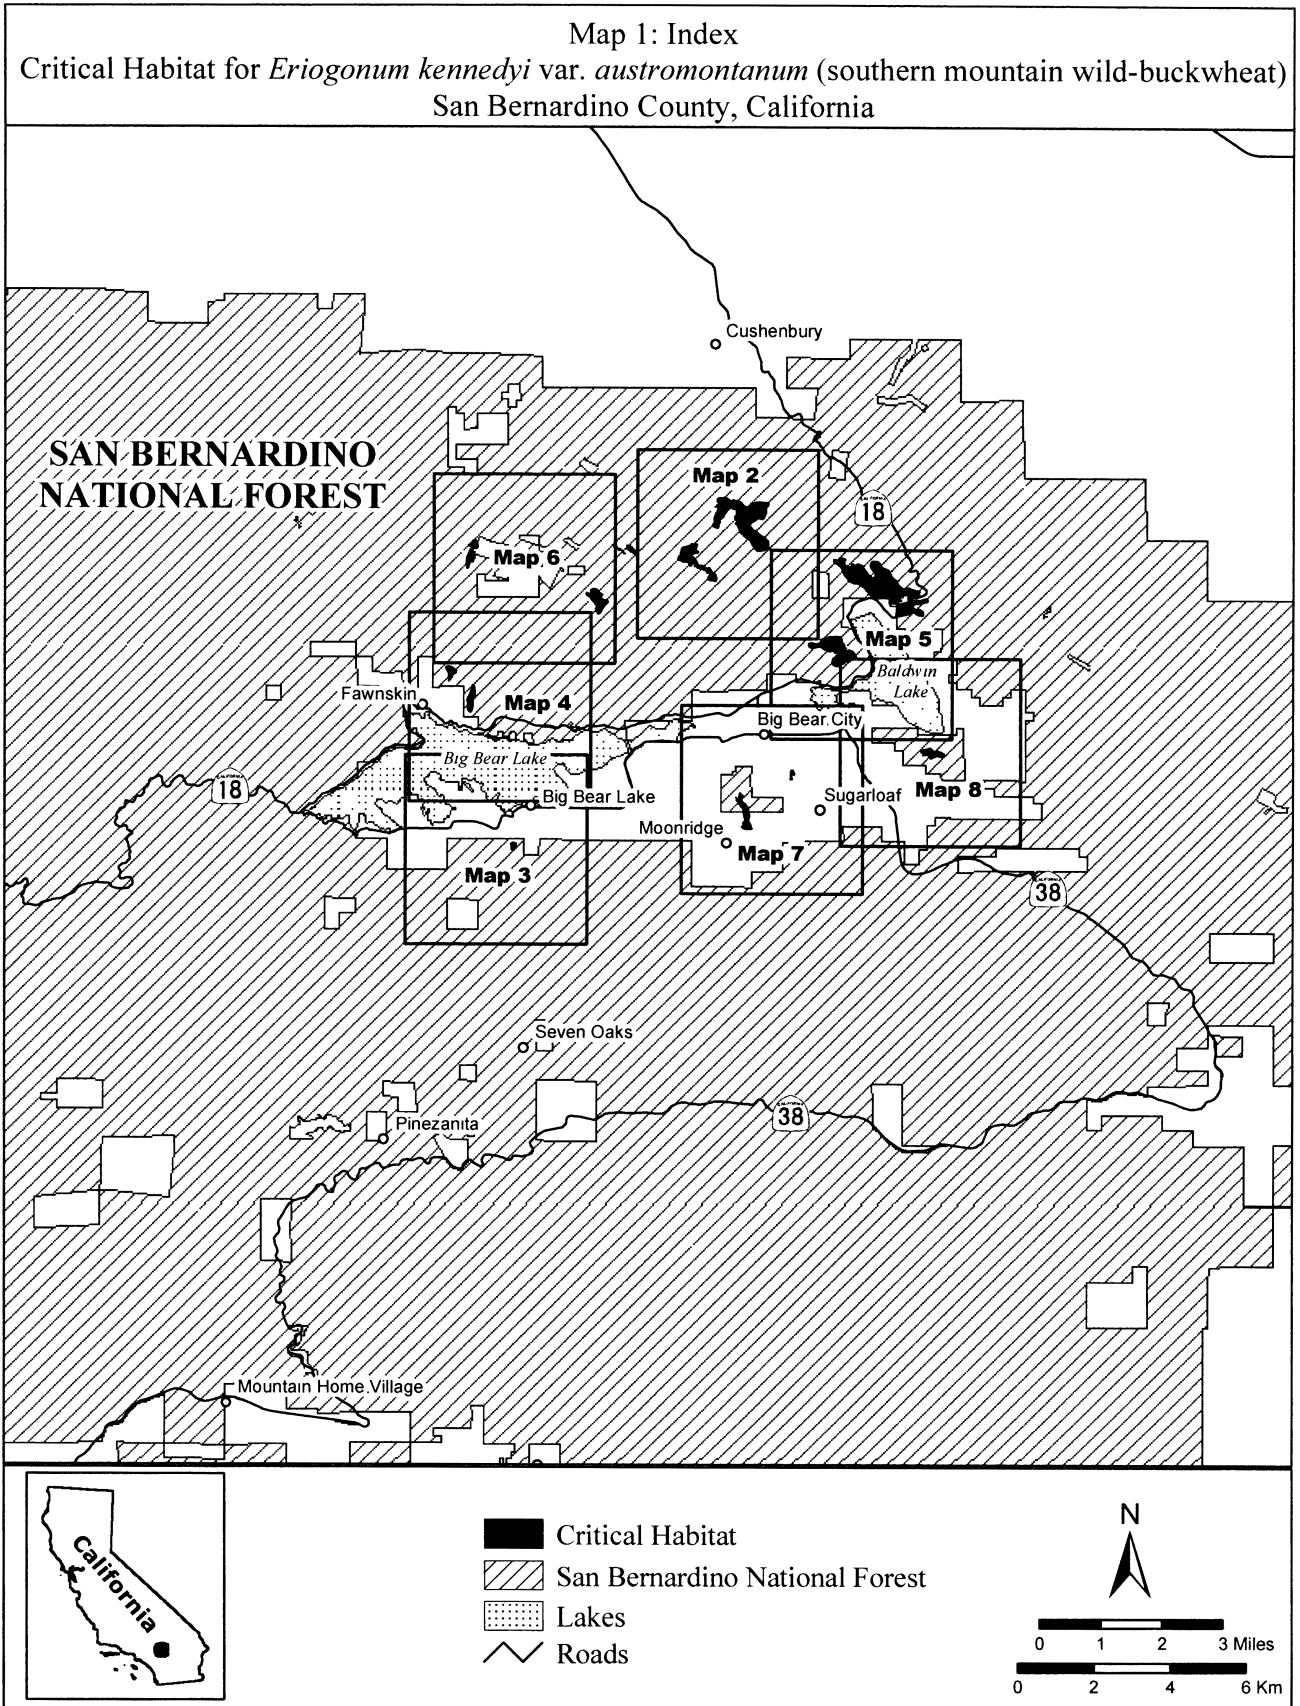 Map 1: Index
Critical Habitat for Eriogonum kennedyi var. austromontanum (southern mountain wild-buckwheat)
San Bernardino County, California
Cushenbury
SAN BERNARDINO
NATIONAL FOREST
Map 2
CALIFORNIA
18
Map 6
Map 5
Baldwin
Lake
Fawnskin
Map 4
Big Bear City
Big Bear Lake
CALIFORNIA
18
Big Bear Lake
Sugarloaf
Map 8
Moonridge
Map 7
Map 3
CALIFORNIA
38
Seven Oaks
CALIFORNIA
38
Pinezanita
Mountain Home Village
California
Critical Habitat
San Bernardino National Forest
Lakes
Roads
N
0 1 2 3 Miles
0 2 4 6 Km